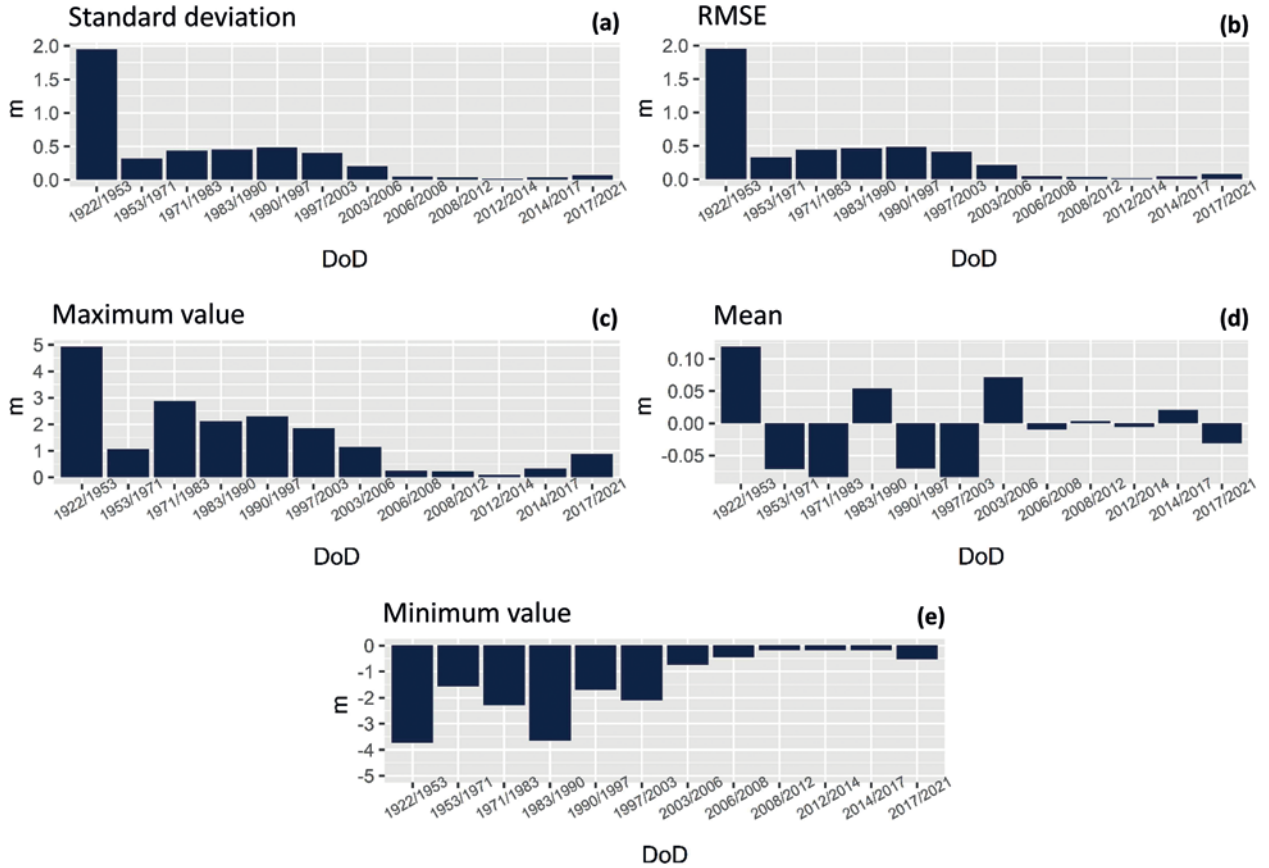 Standard deviation (a)
2.0
1.5
1.0
0.5
0.0
m
1922/1953 1953/1971 1971/1983 1983/1990 1990/1997 1997/2003 2003/2006 2006/2008 2008/2012 2012/2014 2014/2017 2017/2021
DoD
RMSE (b)
2.0
1.5
1.0
0.5
0.0
m
1922/1953 1953/1971 1971/1983 1983/1990 1990/1997 1997/2003 2003/2006 2006/2008 2008/2012 2012/2014 2014/2017 2017/2021
DoD
Maximum value (c)
5
4
3
2
1
0
m
1922/1953 1953/1971 1971/1983 1983/1990 1990/1997 1997/2003 2003/2006 2006/2008 2008/2012 2012/2014 2014/2017 2017/2021
DoD
Mean (d)
0.10
0.05
0.00
-0.05
m
1922/1953 1953/1971 1971/1983 1983/1990 1990/1997 1997/2003 2003/2006 2006/2008 2008/2012 2012/2014 2014/2017 2017/2021
DoD
Minimum value (e)
0
-1
-2
-3
-4
-5
m
1922/1953 1953/1971 1971/1983 1983/1990 1990/1997 1997/2003 2003/2006 2006/2008 2008/2012 2012/2014 2014/2017 2017/2021
DoD